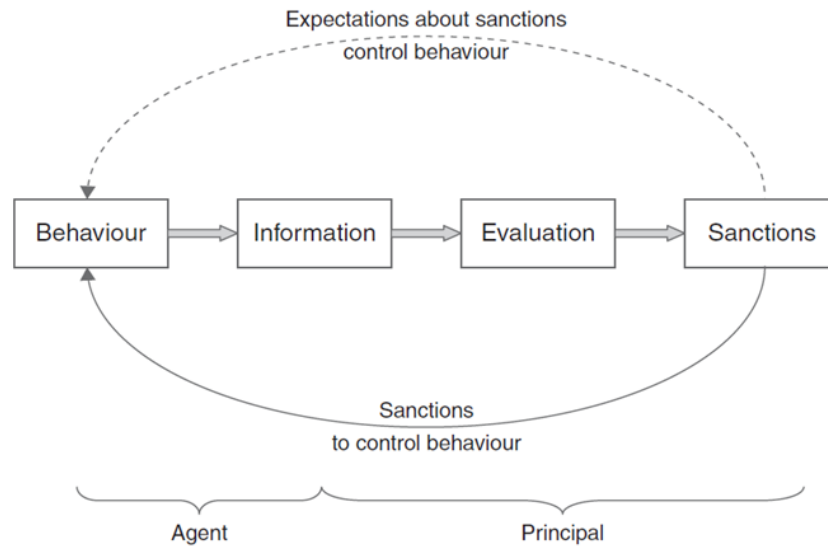 Expectations about sanctions
control behaviour
Behaviour
Information
Evaluation
Sanctions
Sanctions
to control behaviour
Agent
Principal